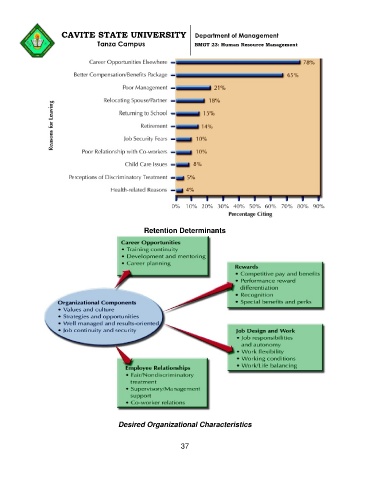 CAVITE STATE UNIVERSITY
Tanza Campus
Department of Management
BMGT 22: Human Resource Management
Reasons for Leaving
Career Opportunities Elsewhere 78%
Better Compensation/Benefits Package 65%
Poor Management 21%
Relocating Spouse/Partner 18%
Returning to School 15%
Retirement 14%
Job Security Fears 10%
Poor Relationship with Co-workers 10%
Child Care Issues 8%
Perceptions of Discriminatory Treatment 5%
Health-related Reasons 4%
0% 10% 20% 30% 40% 50% 60% 70% 80% 90%
Percentage Citing
Retention Determinants
Career Opportunities
• Training continuity
• Development and mentoring
• Career planning
Rewards
• Competitive pay and benefits
• Performance reward
differentiation
• Recognition
• Special benefits and perks
Organizational Components
• Values and culture
• Strategies and opportunities
• Well managed and results-oriented
• Job continuity and security
Job Design and Work
• Job responsibilities
and autonomy
• Work flexibility
• Working conditions
• Work/Life balancing
Employee Relationships
• Fair/Nondiscriminatory
treatment
• Supervisory/Management
support
• Co-worker relations
Desired Organizational Characteristics
37